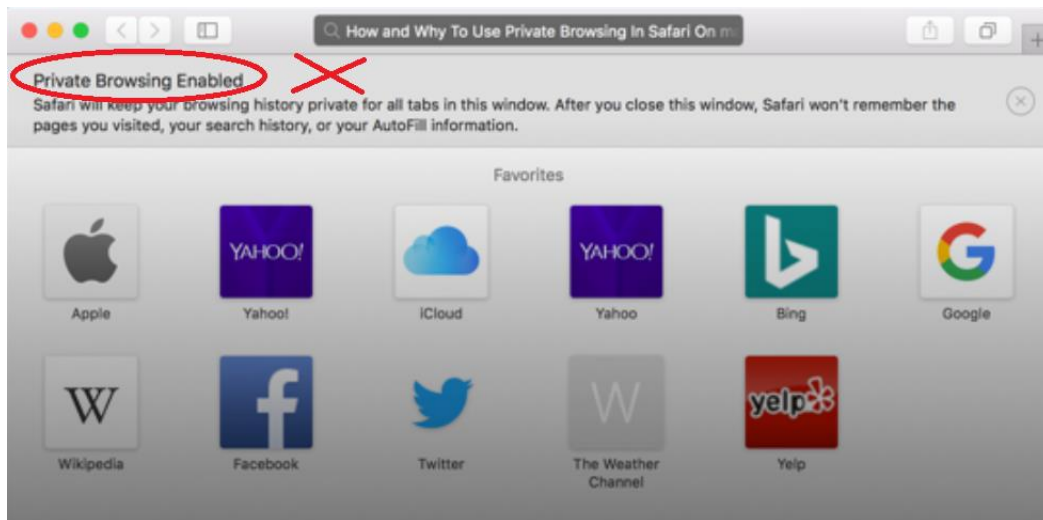 How and Why To Use Private Browsing In Safari On m
Private Browsing Enabled
Safari will keep your browsing history private for all tabs in this window. After you close this window, Safari won't remember the
pages you visited, your search history, or your AutoFill information.
Favorites
YAHOO! YAHOO!
Apple Yahoo! iCloud Yahoo Bing Google
W W yelp
Wikipedia Facebook Twitter The Weather Yelp
Channel